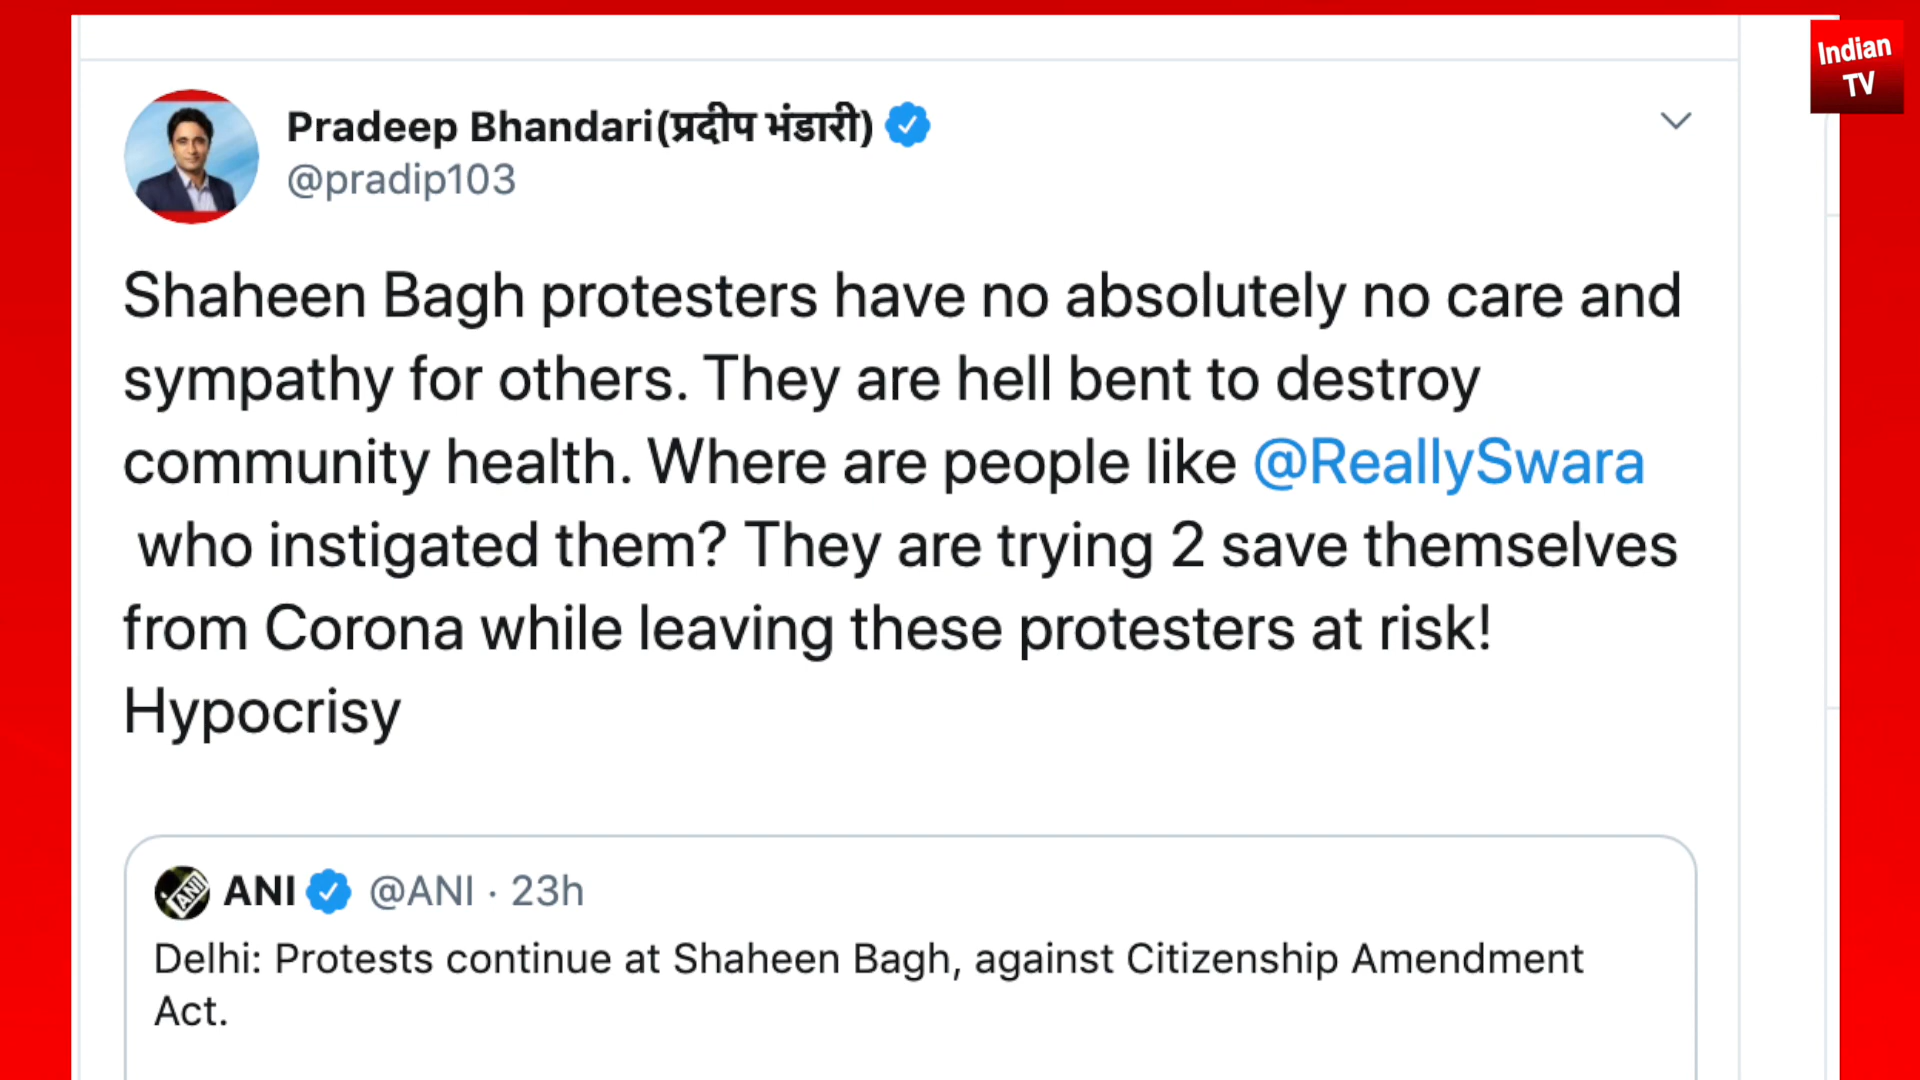 Indian
TV
Pradeep Bhandari(प्रदीप भंडारी)
@pradip103
Shaheen Bagh protesters have no absolutely no care and
sympathy for others. They are hell bent to destroy
community health. Where are people like @ReallySwara
who instigated them? They are trying 2 save themselves
from Corona while leaving these protesters at risk!
Hypocrisy
ANI
ANI @ANI · 23h
Delhi: Protests continue at Shaheen Bagh, against Citizenship Amendment
Act.